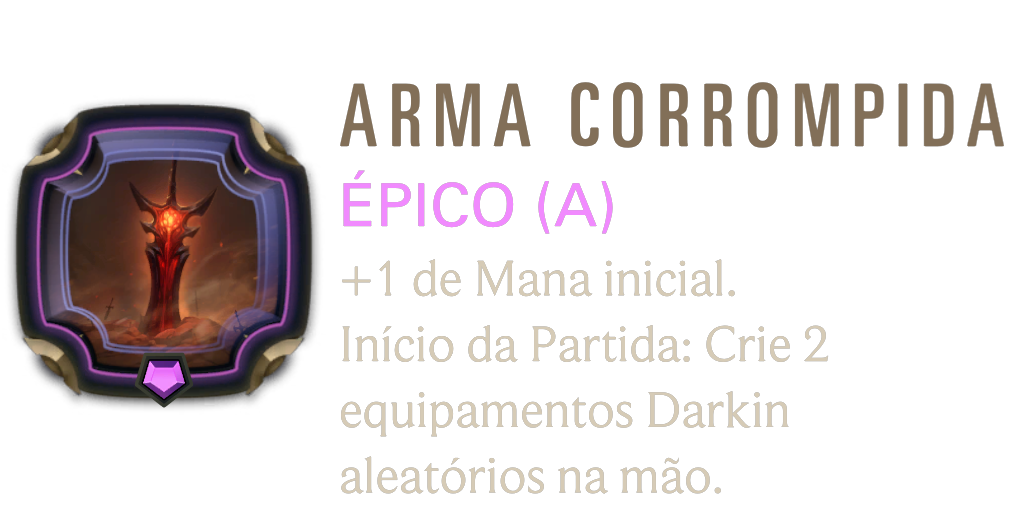 ARMA CORROMPIDA
ÉPICO (A)
+1 de Mana inicial.
Início da Partida: Crie 2
equipamentos Darkin
aleatórios na mão.